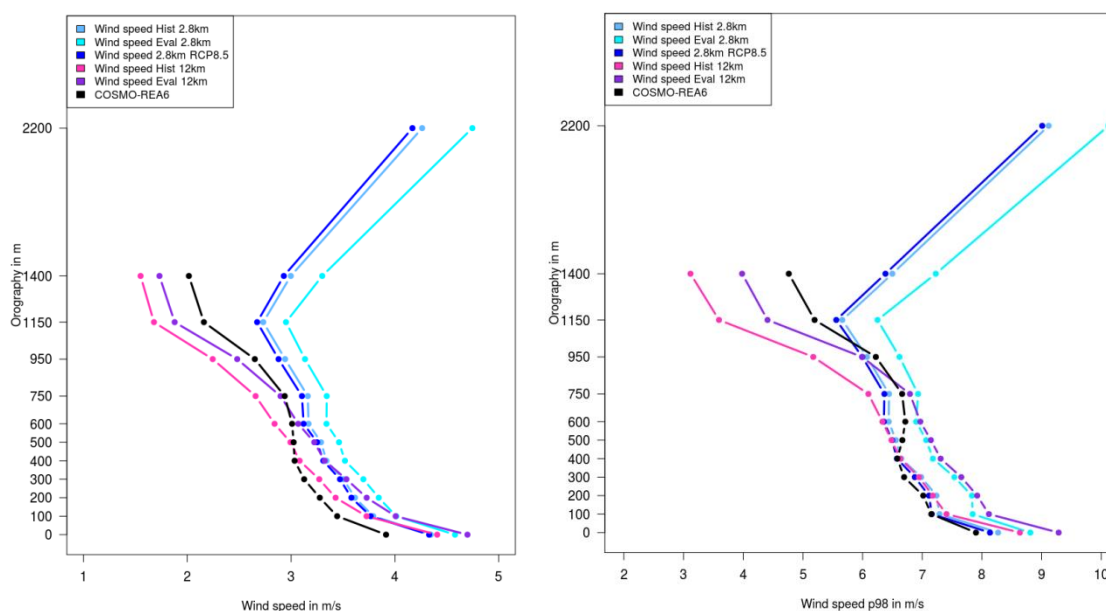 Wind speed Hist 2.8km
Wind speed Eval 2.8km
Wind speed 2.8km RCP8.5
Wind speed Hist 12km
Wind speed Eval 12km
COSMO-REA6
Orography in m
2200
1400
1150
950
750
600
500
400
300
200
100
0
1 2 3 4 5
Wind speed in m/s
Wind speed Hist 2.8km
Wind speed Eval 2.8km
Wind speed 2.8km RCP8.5
Wind speed Hist 12km
Wind speed Eval 12km
COSMO-REA6
Orography in m
2200
1400
1150
950
750
600
500
400
300
200
100
0
2 3 4 5 6 7 8 9 10
Wind speed p98 in m/s